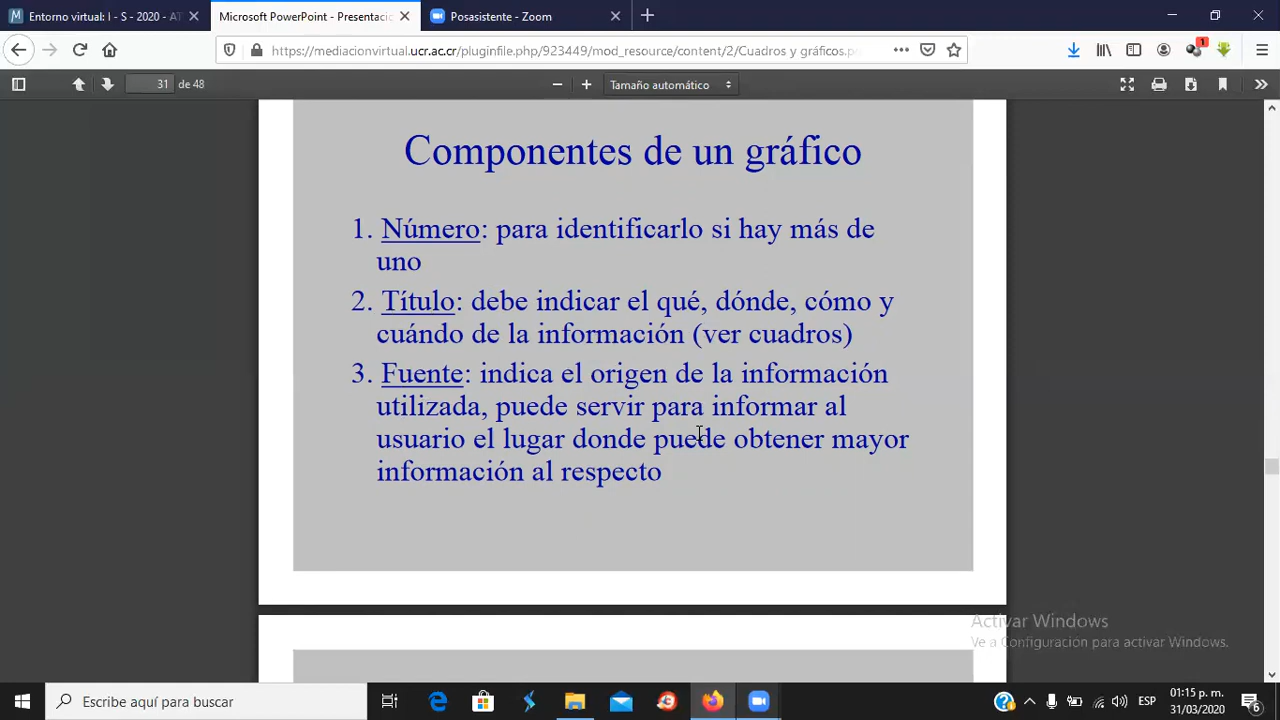 Entorno virtual: I - S - 2020 - AT
Microsoft PowerPoint - Presentació
Posasistente - Zoom
https://mediacionvirtual.ucr.ac.cr/pluginfile.php/923449/mod_resource/content/2/Cuadros y gráficos.p
1
31 de 48
Tamaño automático
Componentes de un gráfico
1. Número: para identificarlo si hay más de
uno
2. Título: debe indicar el qué, dónde, cómo y
cuándo de la información (ver cuadros)
3. Fuente: indica el origen de la información
utilizada, puede servir para informar al
usuario el lugar donde puede obtener mayor
información al respecto
Activar Windows
Ve a Configuración para activar Windows.
Escribe aquí para buscar
ESP
01:15 p. m.
31/03/2020
6